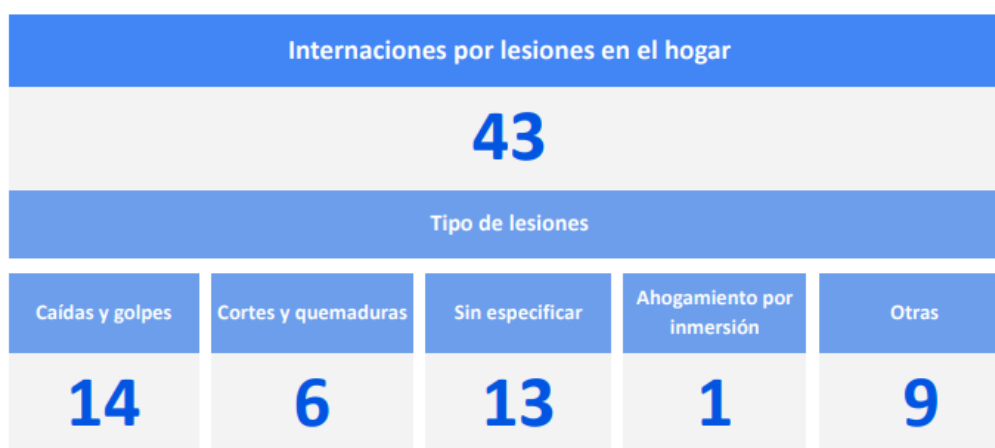 Internaciones por lesiones en el hogar
43
Tipo de lesiones
Caídas y golpes
14
Cortes y quemaduras
6
Sin especificar
13
Ahogamiento por
inmersión
1
Otras
9